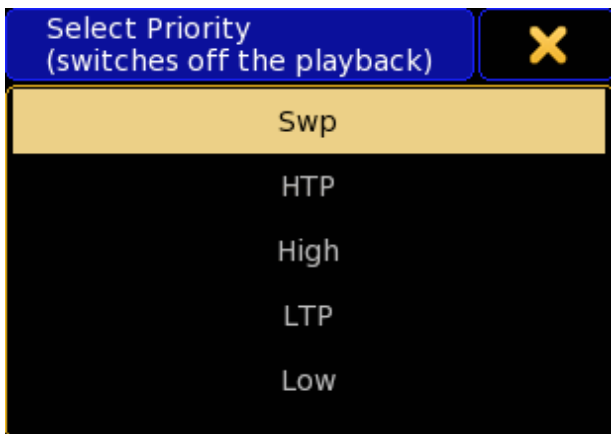 Select Priority
(switches off the playback)
Swp
HTP
High
LTP
Low